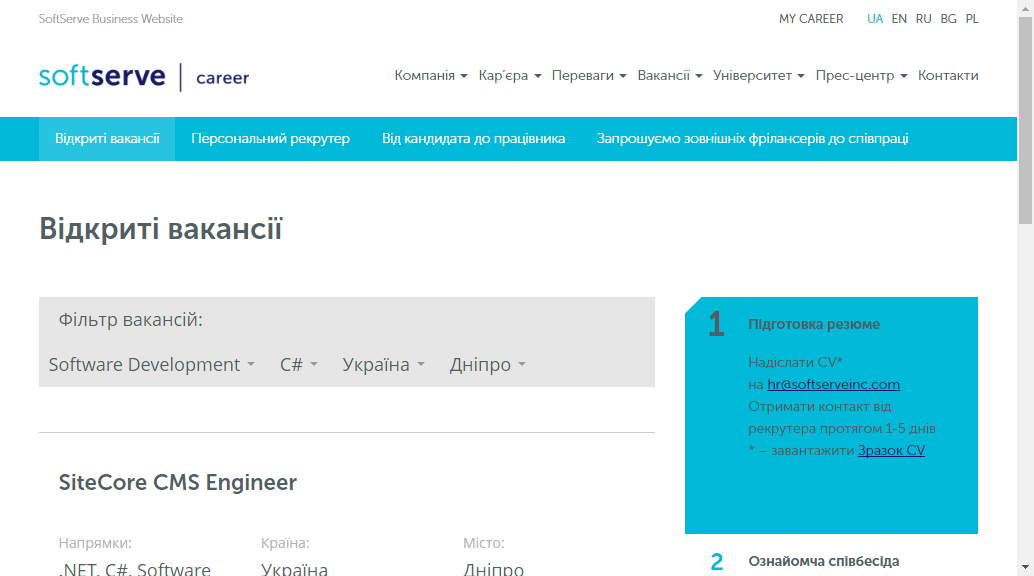 SoftServe Business Website
MY CAREER UA EN RU BG PL
softserve | career
Компанія Кар'єра Переваги Вакансії Університет Прес-центр Контакти
Відкриті вакансії Персональний рекрутер Від кандидата до працівника Запрошуємо зовнішніх фрілансерів до співпраці
Відкриті вакансії
Фільтр вакансій:
Software Development C# Україна Дніпро
SiteCore CMS Engineer
Напрямки: Країна: Місто:
.NET, C#, Software Україна Дніпро
1 Підготовка резюме
Надіслати CV*
на hr@softserveinc.com
Отримати контакт від
рекрутера протягом 1-5 днів
* – завантажити Зразок CV
2 Ознайомча співбесіда